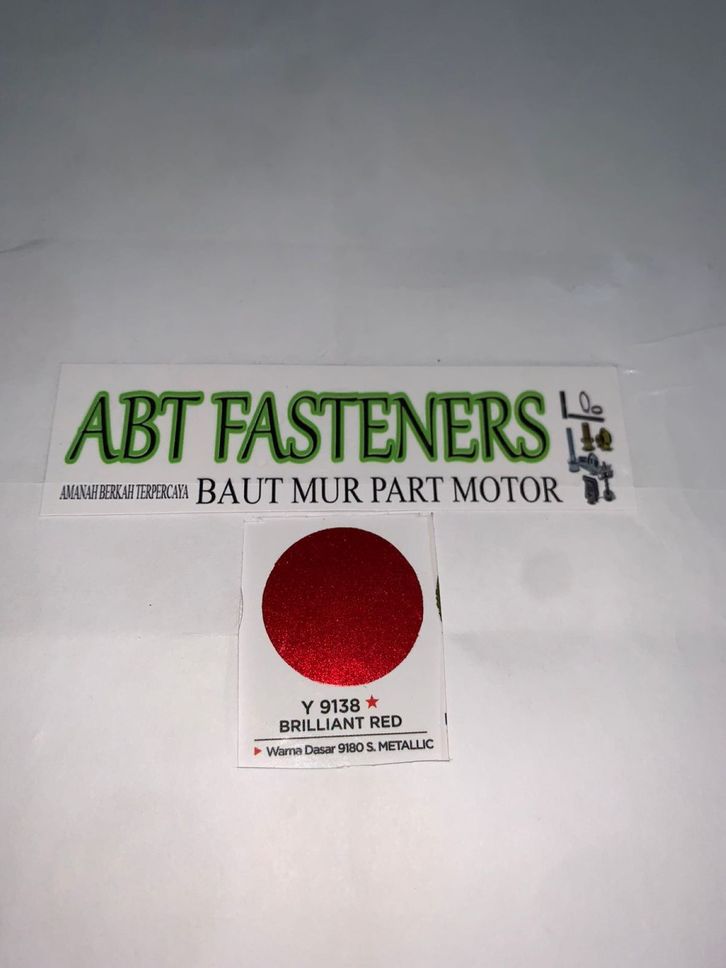 ABT FASTENERS
AMANAH BERKAH TERPERCAYA BAUT MUR PART MOTOR
Y 9138
BRILLIANT RED
Warna Dasar 9180 S. METALLIC